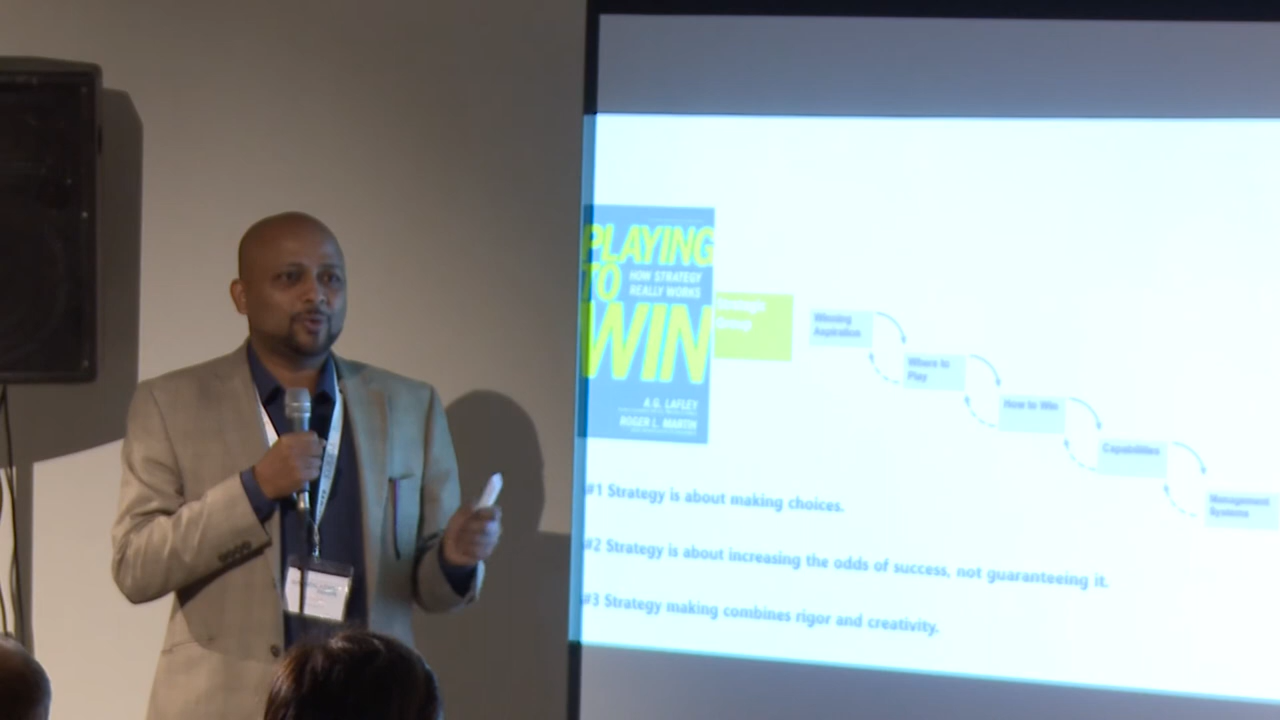 PLAYING
TO
HOW STRATEGY
REALLY WORKS
WIN
A.G. LAFLEY
ROGER L. MARTIN
Strategic
Group
Winning
Aspiration
Where to
Play
How to Win
Capabilities
Management
Systems
#1 Strategy is about making choices.
#2 Strategy is about increasing the odds of success, not guaranteeing it.
#3 Strategy making combines rigor and creativity.